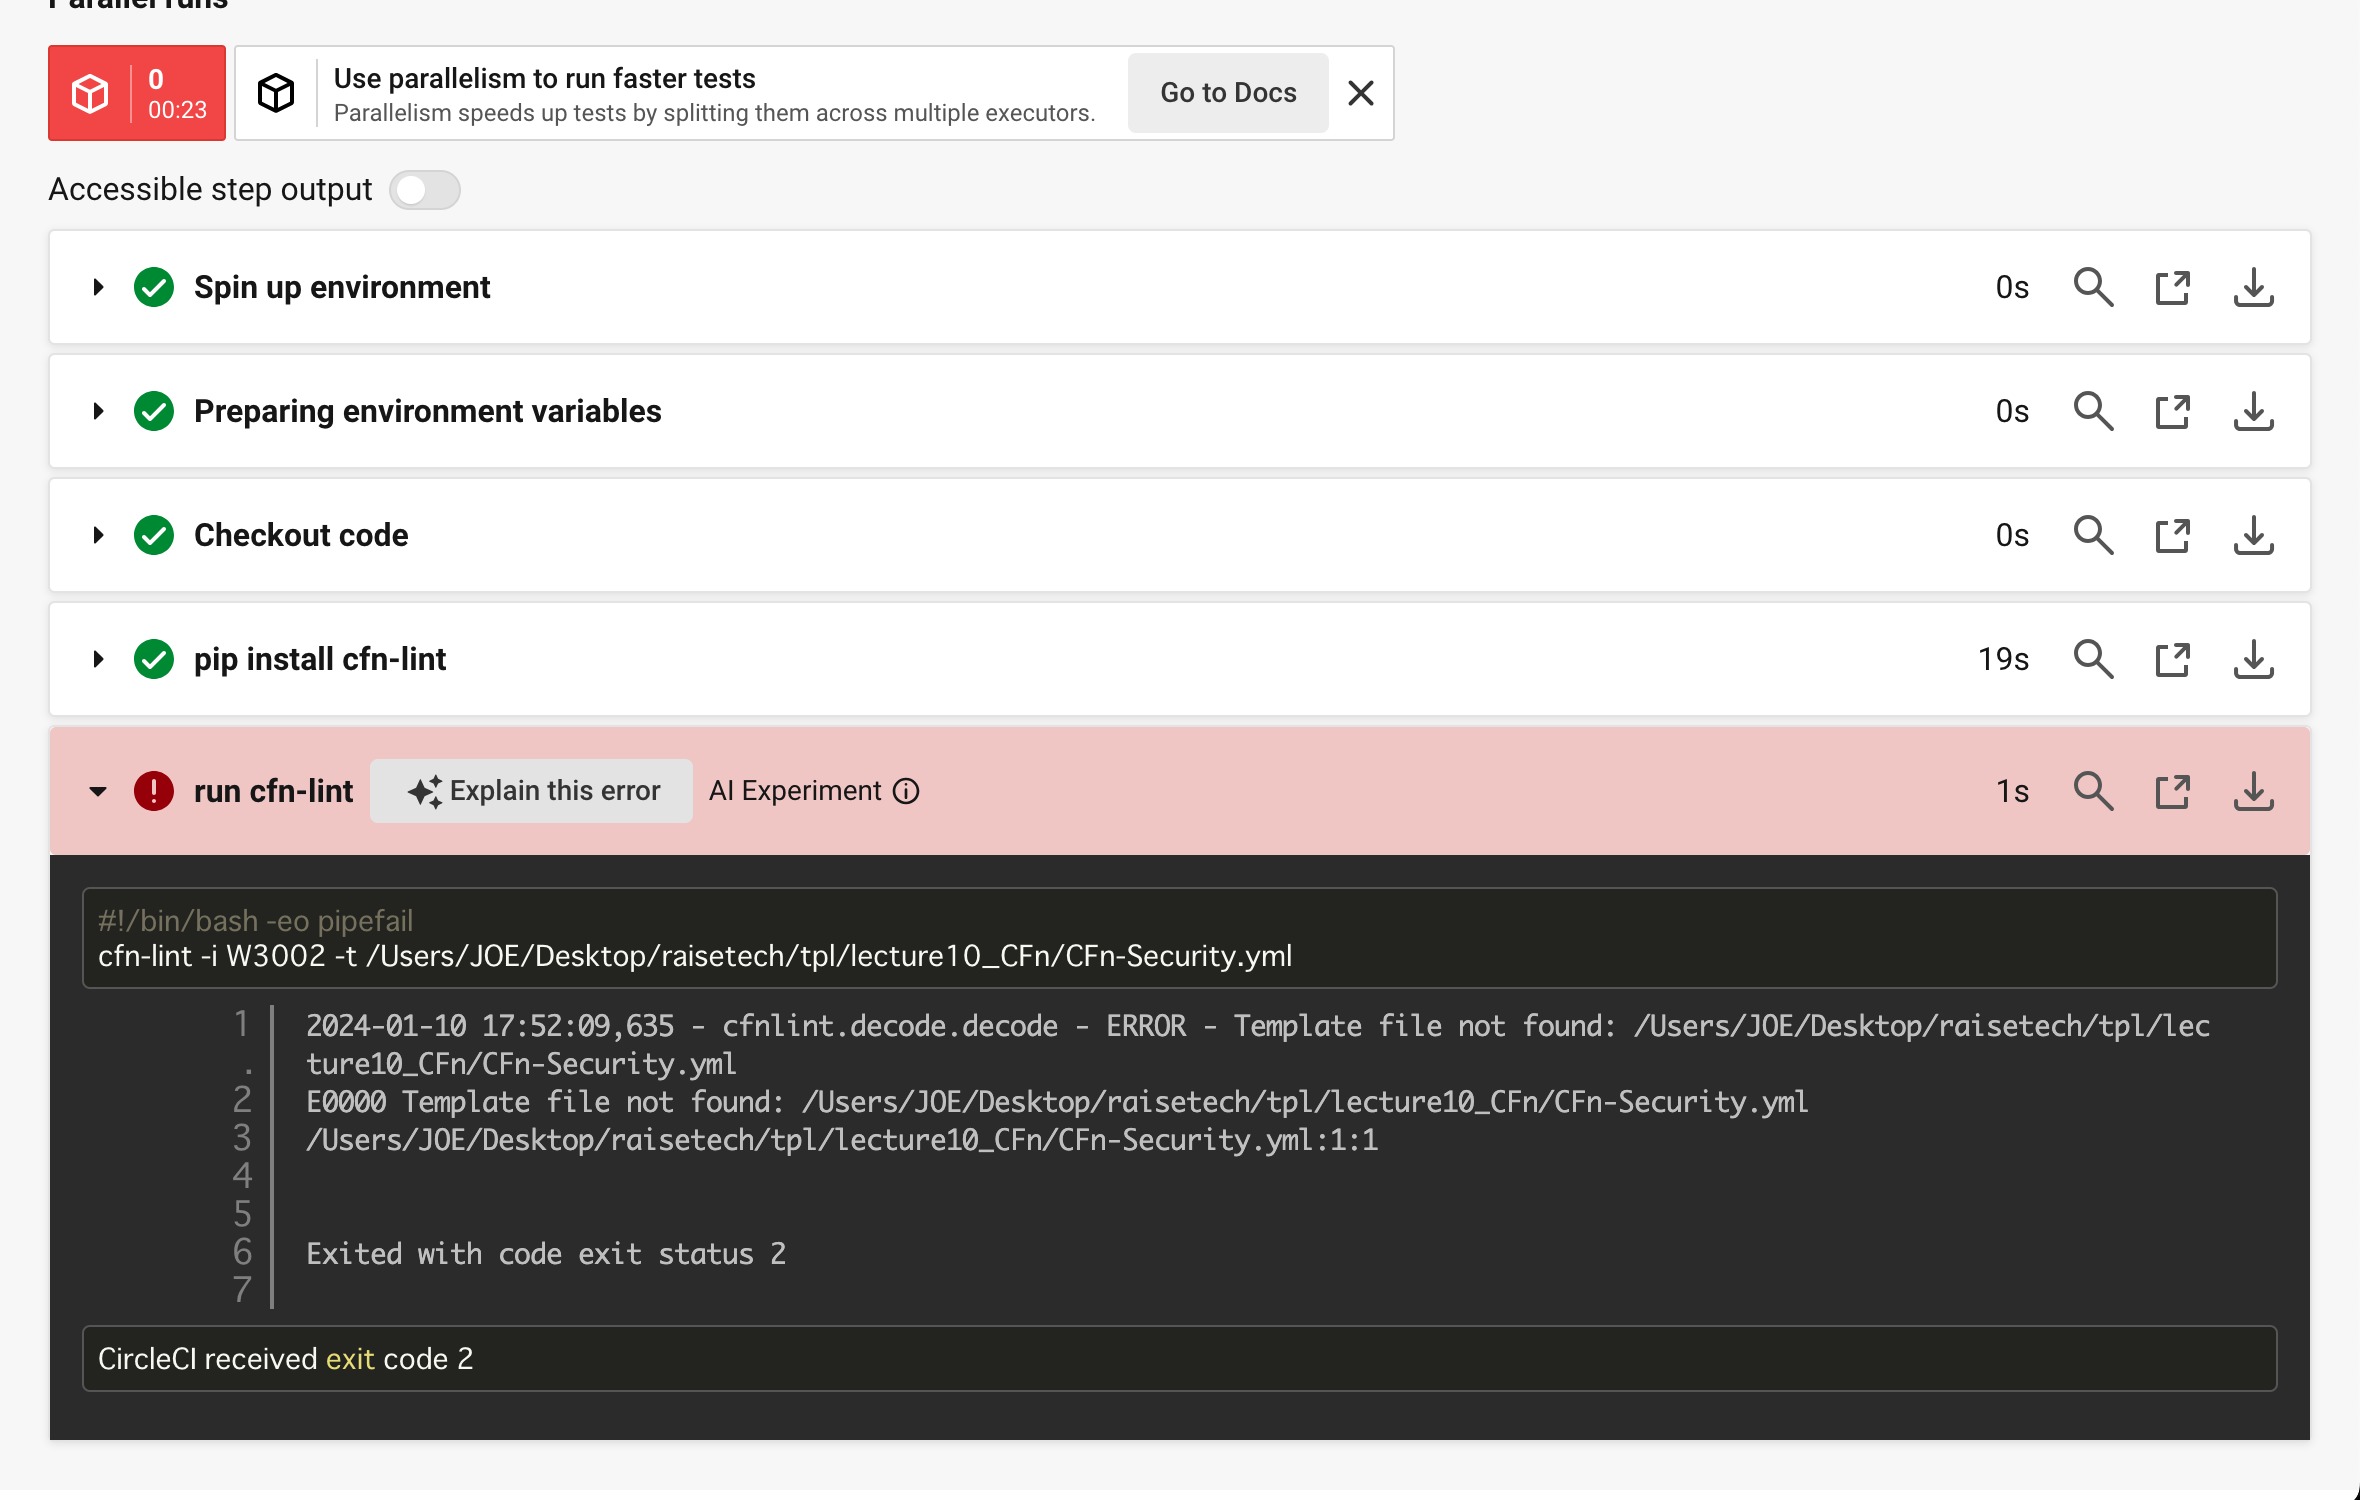 Parallel runs
0
00:23
Use parallelism to run faster tests
Parallelism speeds up tests by splitting them across multiple executors.
Go to Docs
Accessible step output
Spin up environment
0s
Preparing environment variables
0s
Checkout code
0s
pip install cfn-lint
19s
run cfn-lint
Explain this error
AI Experiment
1s
#!/bin/bash -eo pipefail
cfn-lint -i W3002 -t /Users/JOE/Desktop/raisetech/tpl/lecture10_CFn/CFn-Security.yml
1 2024-01-10 17:52:09,635 - cfnlint.decode.decode - ERROR - Template file not found: /Users/JOE/Desktop/raisetech/tpl/lec
. ture10_CFn/CFn-Security.yml
2 E0000 Template file not found: /Users/JOE/Desktop/raisetech/tpl/lecture10_CFn/CFn-Security.yml
3 /Users/JOE/Desktop/raisetech/tpl/lecture10_CFn/CFn-Security.yml:1:1
4
5
6 Exited with code exit status 2
7
CircleCI received exit code 2